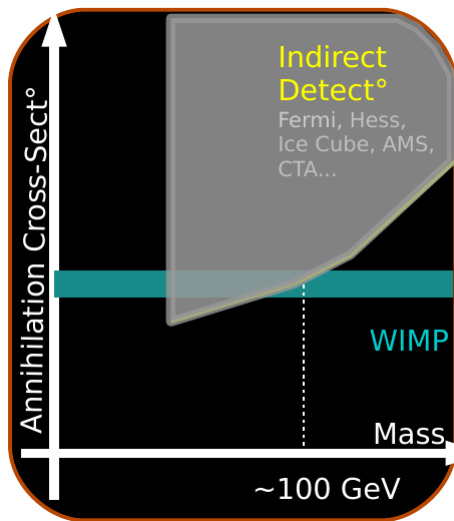 Annihilation Cross-Sect°
Indirect
Detect°
Fermi, Hess,
Ice Cube, AMS,
CTA...
WIMP
Mass
~100 GeV